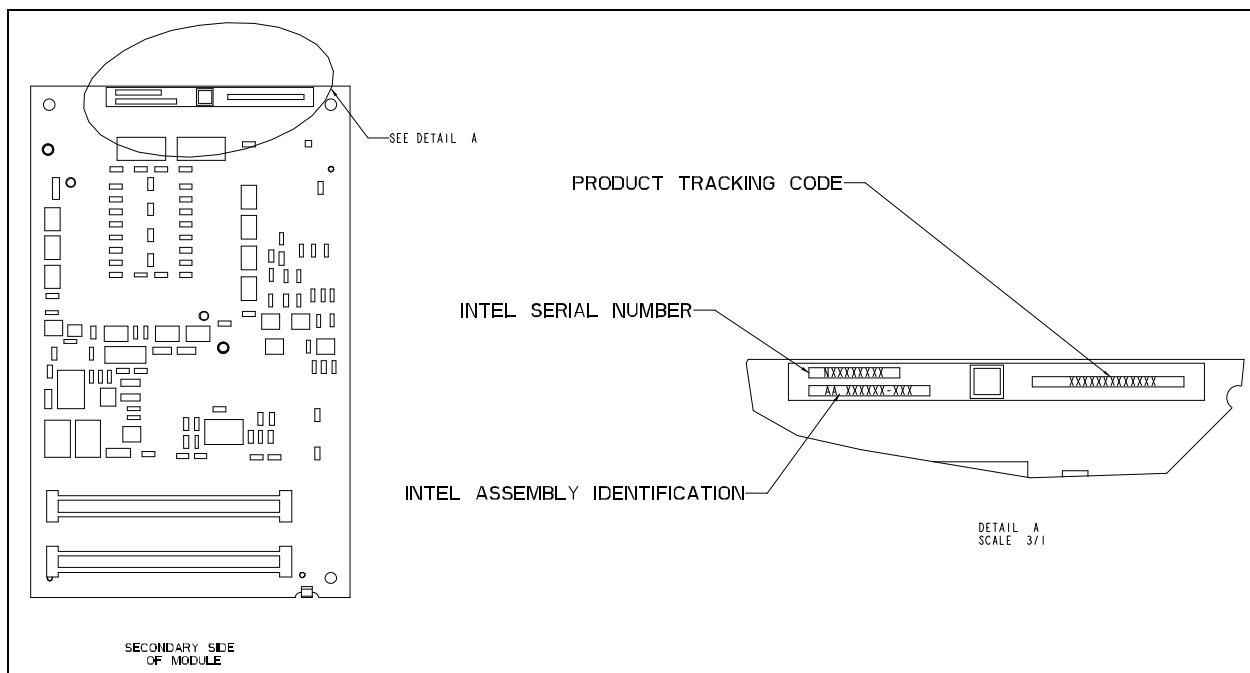 SEE DETAIL A
PRODUCT TRACKING CODE
INTEL SERIAL NUMBER
NXXXXXXXX
XXXXXXXXXXXXX
AA XXXXXX-XXX
INTEL ASSEMBLY IDENTIFICATION
DETAIL A
SCALE 3/1
SECONDARY SIDE
OF MODULE